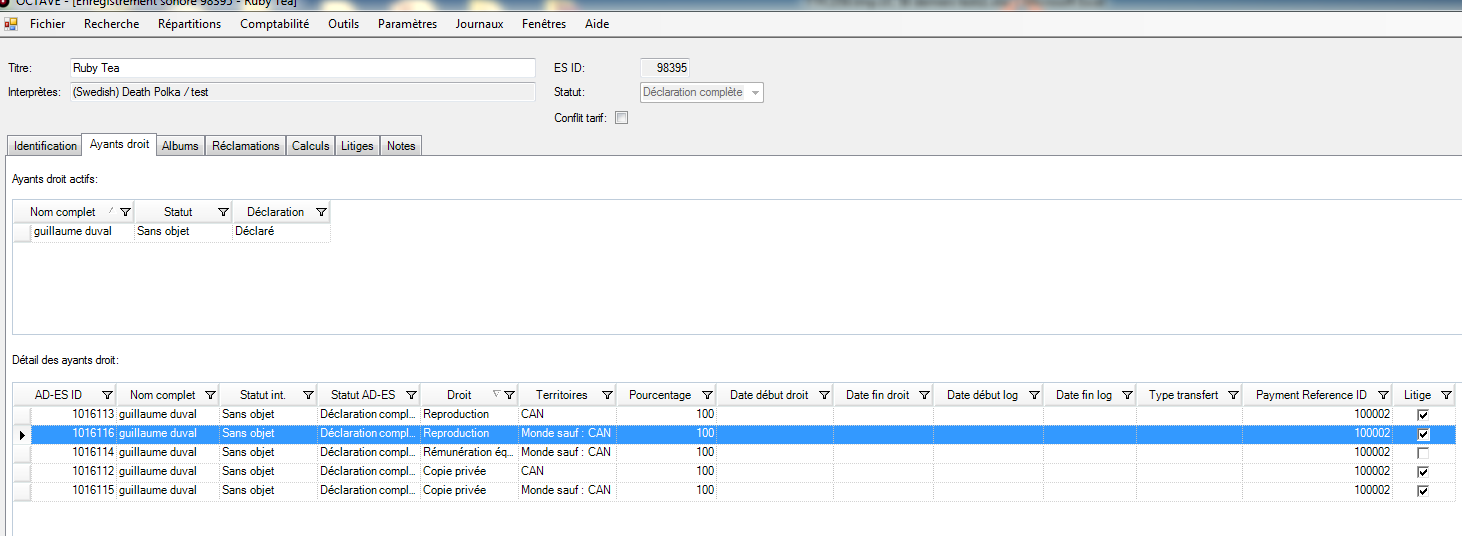 OCTAVE - [Enregistrement sonore 98395 - Ruby Tea]
Fichier Recherche Répartitions Comptabilité Outils Paramètres Journaux Fenêtres Aide
Titre: Ruby Tea ES ID: 98395
Interprètes: (Swedish) Death Polka / test Statut: Déclaration complète
Conflit tarif:
Identification Ayants droit Albums Réclamations Calculs Litiges Notes
Ayants droit actifs:
Nom complet Statut Déclaration
guillaume duval Sans objet Déclaré
Détail des ayants droit:
AD-ES ID Nom complet Statut int. Statut AD-ES Droit Territoires Pourcentage Date début droit Date fin droit Date début log Date fin log Type transfert Payment Reference ID Litige
1016113 guillaume duval Sans objet Déclaration compl... Reproduction CAN 100 100002
1016116 guillaume duval Sans objet Déclaration compl... Reproduction Monde sauf : CAN 100 100002
1016114 guillaume duval Sans objet Déclaration compl... Rémunération éq... Monde sauf : CAN 100 100002
1016112 guillaume duval Sans objet Déclaration compl... Copie privée CAN 100 100002
1016115 guillaume duval Sans objet Déclaration compl... Copie privée Monde sauf : CAN 100 100002